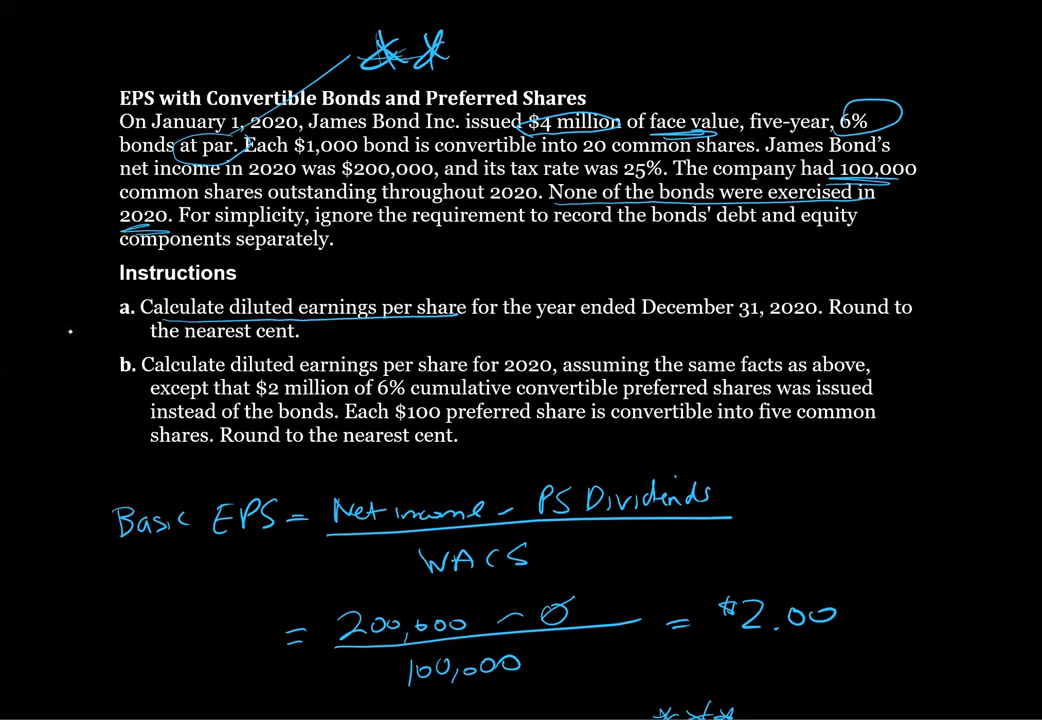 EPS with Convertible Bonds and Preferred Shares
On January 1, 2020, James Bond Inc. issued $4 million of face value, five-year, 6%
bonds at par. Each $1,000 bond is convertible into 20 common shares. James Bond's
net income in 2020 was $200,000, and its tax rate was 25%. The company had 100,000
common shares outstanding throughout 2020. None of the bonds were exercised in
2020. For simplicity, ignore the requirement to record the bonds' debt and equity
components separately.
Instructions
a. Calculate diluted earnings per share for the year ended December 31, 2020. Round to
the nearest cent.
b. Calculate diluted earnings per share for 2020, assuming the same facts as above,
except that $2 million of 6% cumulative convertible preferred shares was issued
instead of the bonds. Each $100 preferred share is convertible into five common
shares. Round to the nearest cent.
Basic EPS = Net income - PS Dividends
WACS
= 200,000 - 0 = $2.00
100,000